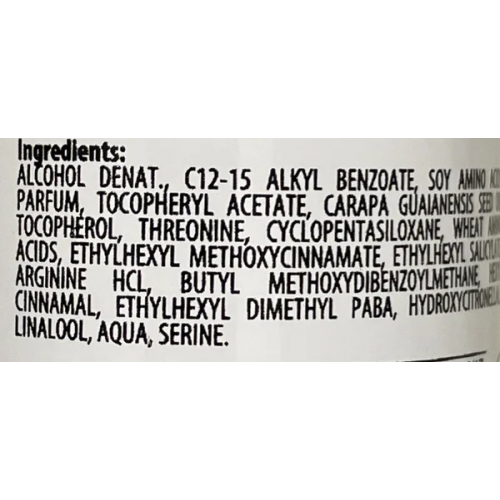 Ingredients:
ALCOHOL DENAT., C12-15 ALKYL BENZOATE, SOY AMINO
PARFUM, TOCOPHERYL ACETATE, CARAPA GUAIANENSIS SEED
TOCOPHEROL, THREONINE, CYCLOPENTASILOXANE, WHEAT
ACIDS, ETHYLHEXYL METHOXYCINNAMATE, ETHYLHEXYL
ARGININE HCL, BUTYL METHOXYDIBENZOYLMETHANE,
CINNAMAL, ETHYLHEXYL DIMETHYL PABA,
LINALOOL, AQUA, SERINE.